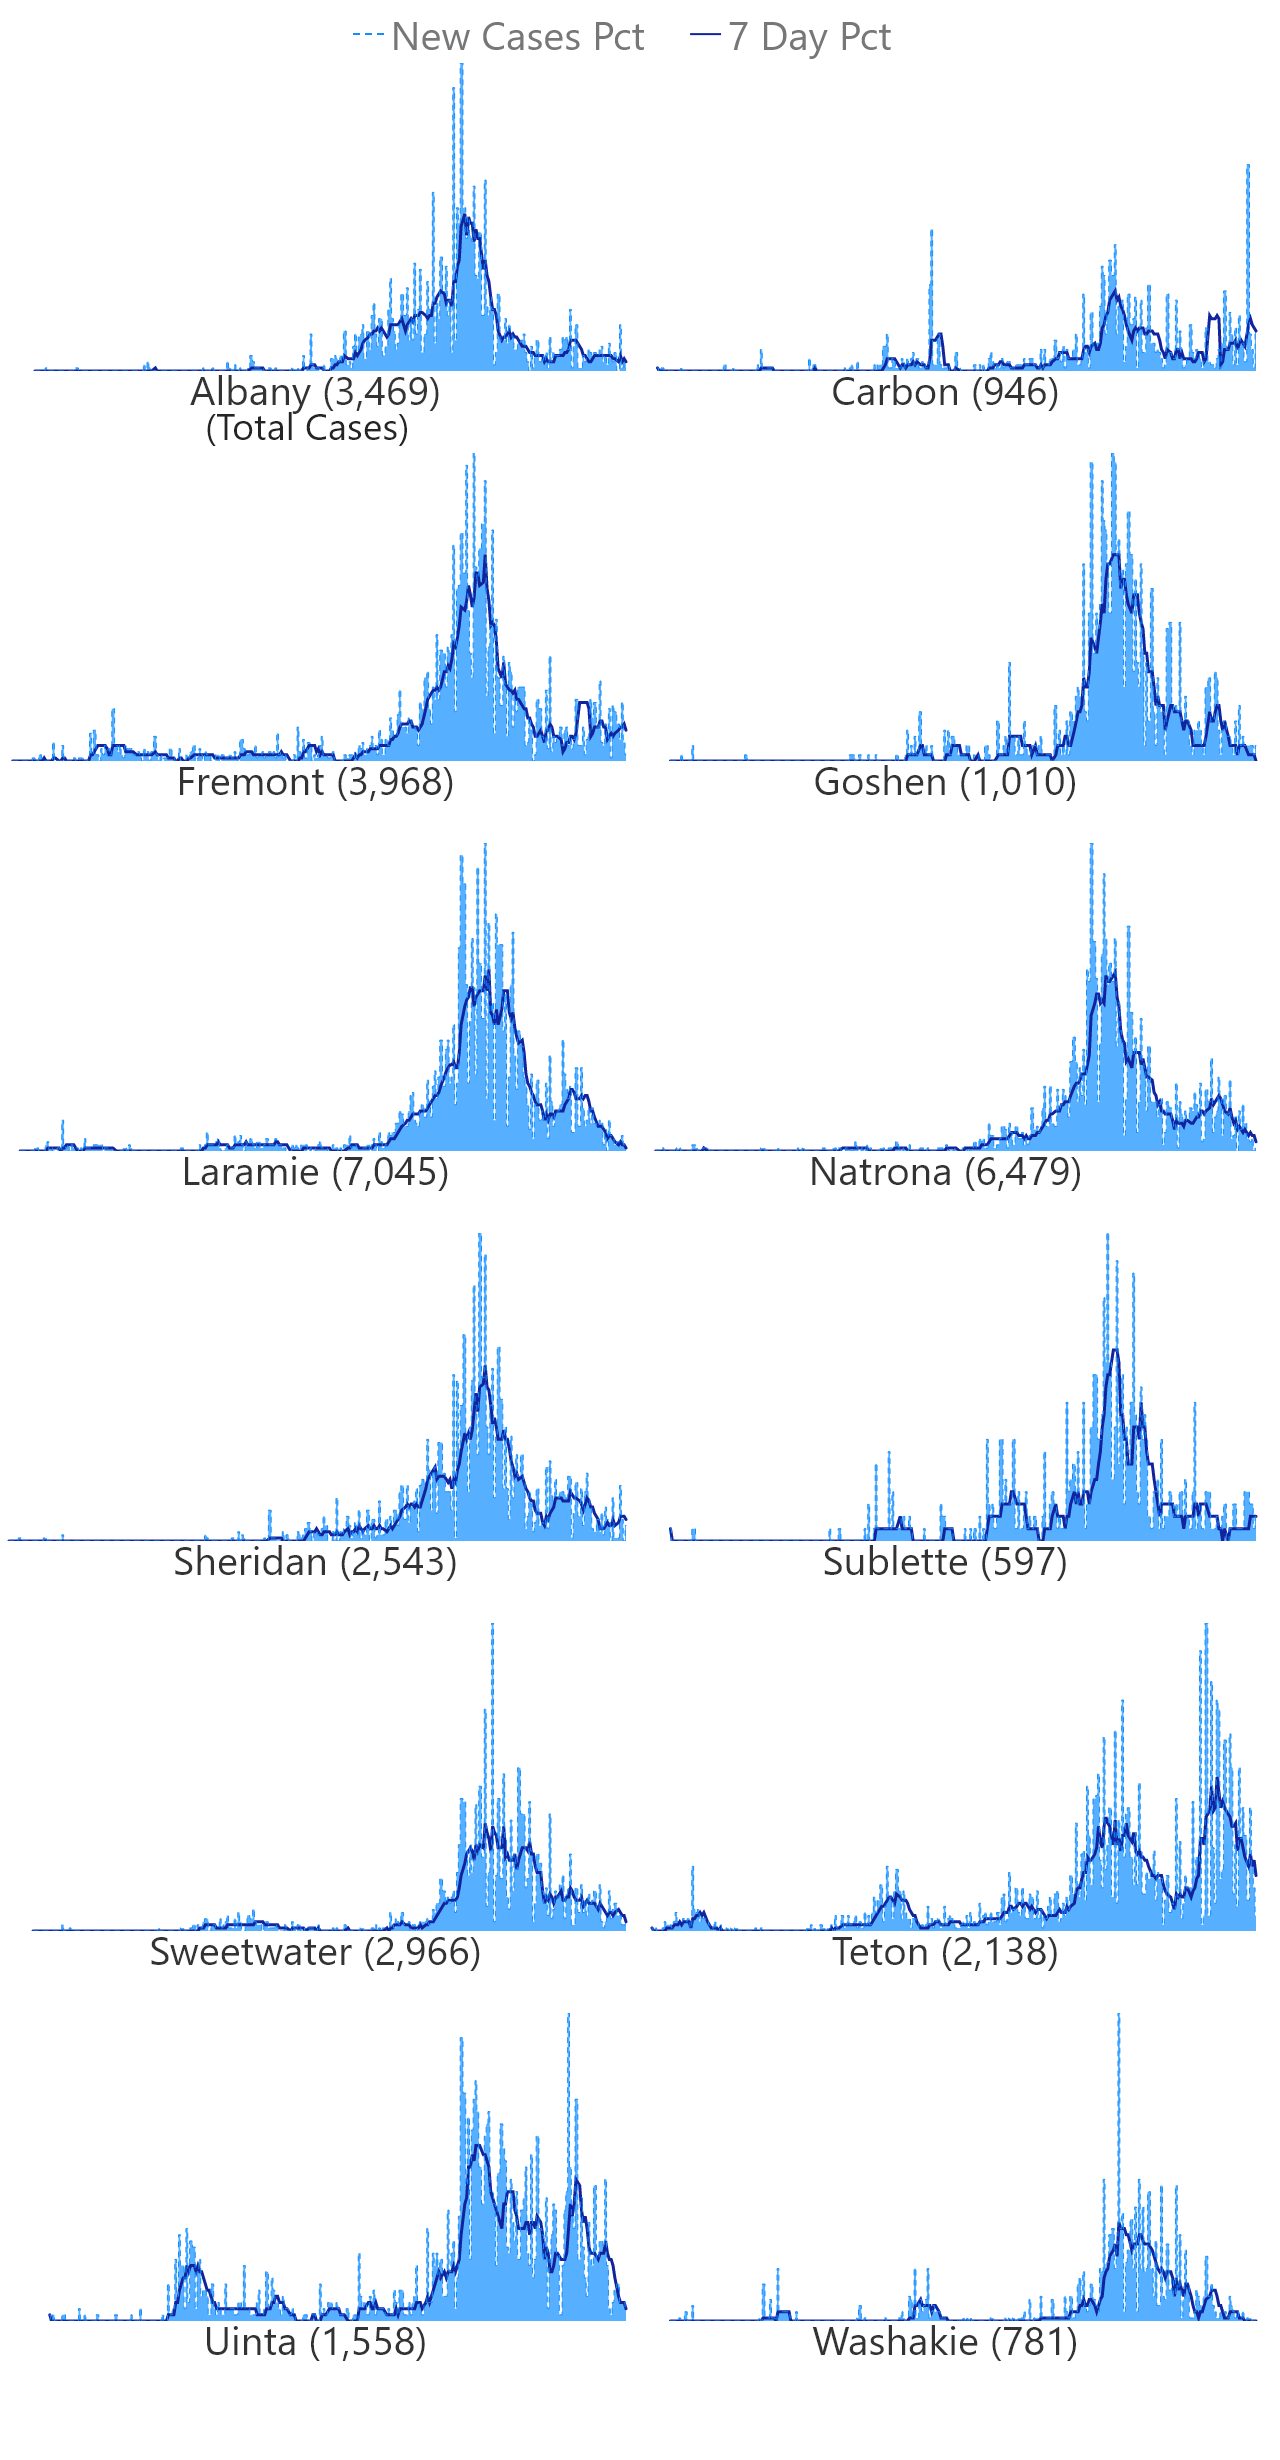 New Cases Pct 7 Day Pct
Albany (3,469) Carbon (946)
(Total Cases)
Fremont (3,968) Goshen (1,010)
Laramie (7,045) Natrona (6,479)
Sheridan (2,543) Sublette (597)
Sweetwater (2,966) Teton (2,138)
Uinta (1,558) Washakie (781)